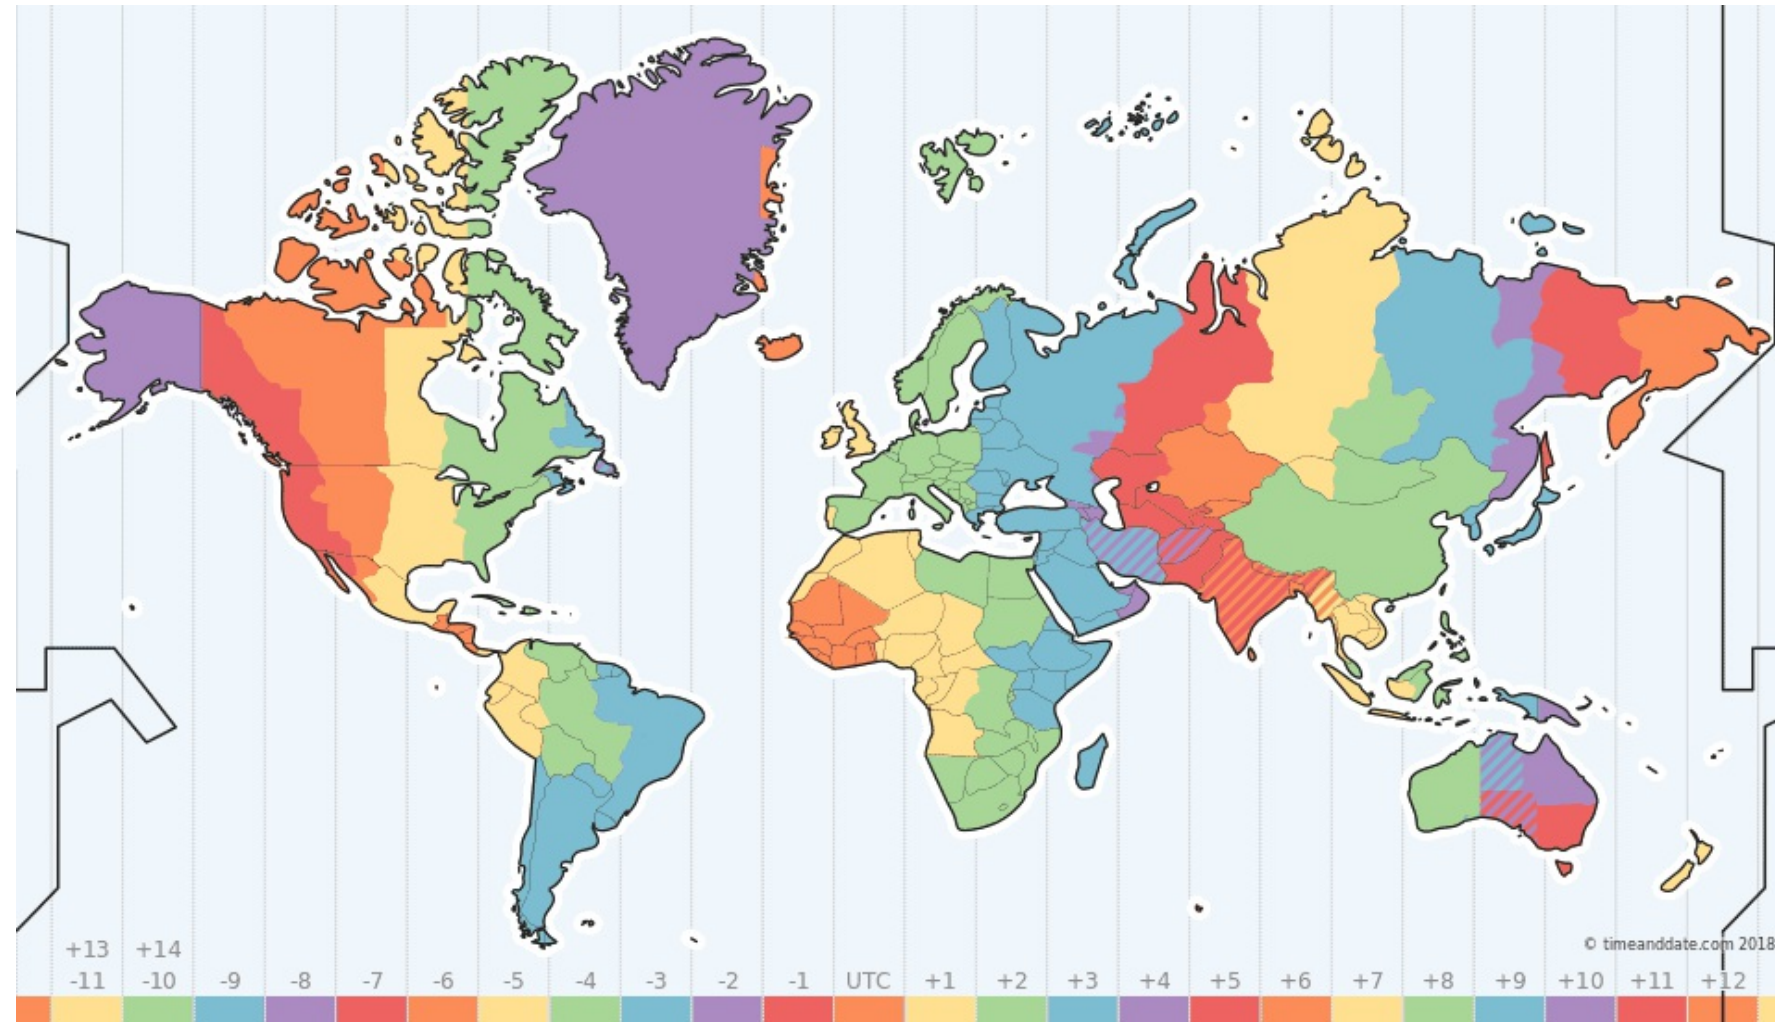 +13 +14
© timeanddate.com 2018
-11 -10 -9 -8 -7 -6 -5 -4 -3 -2 -1 UTC +1 +2 +3 +4 +5 +6 +7 +8 +9 +10 +11 +12